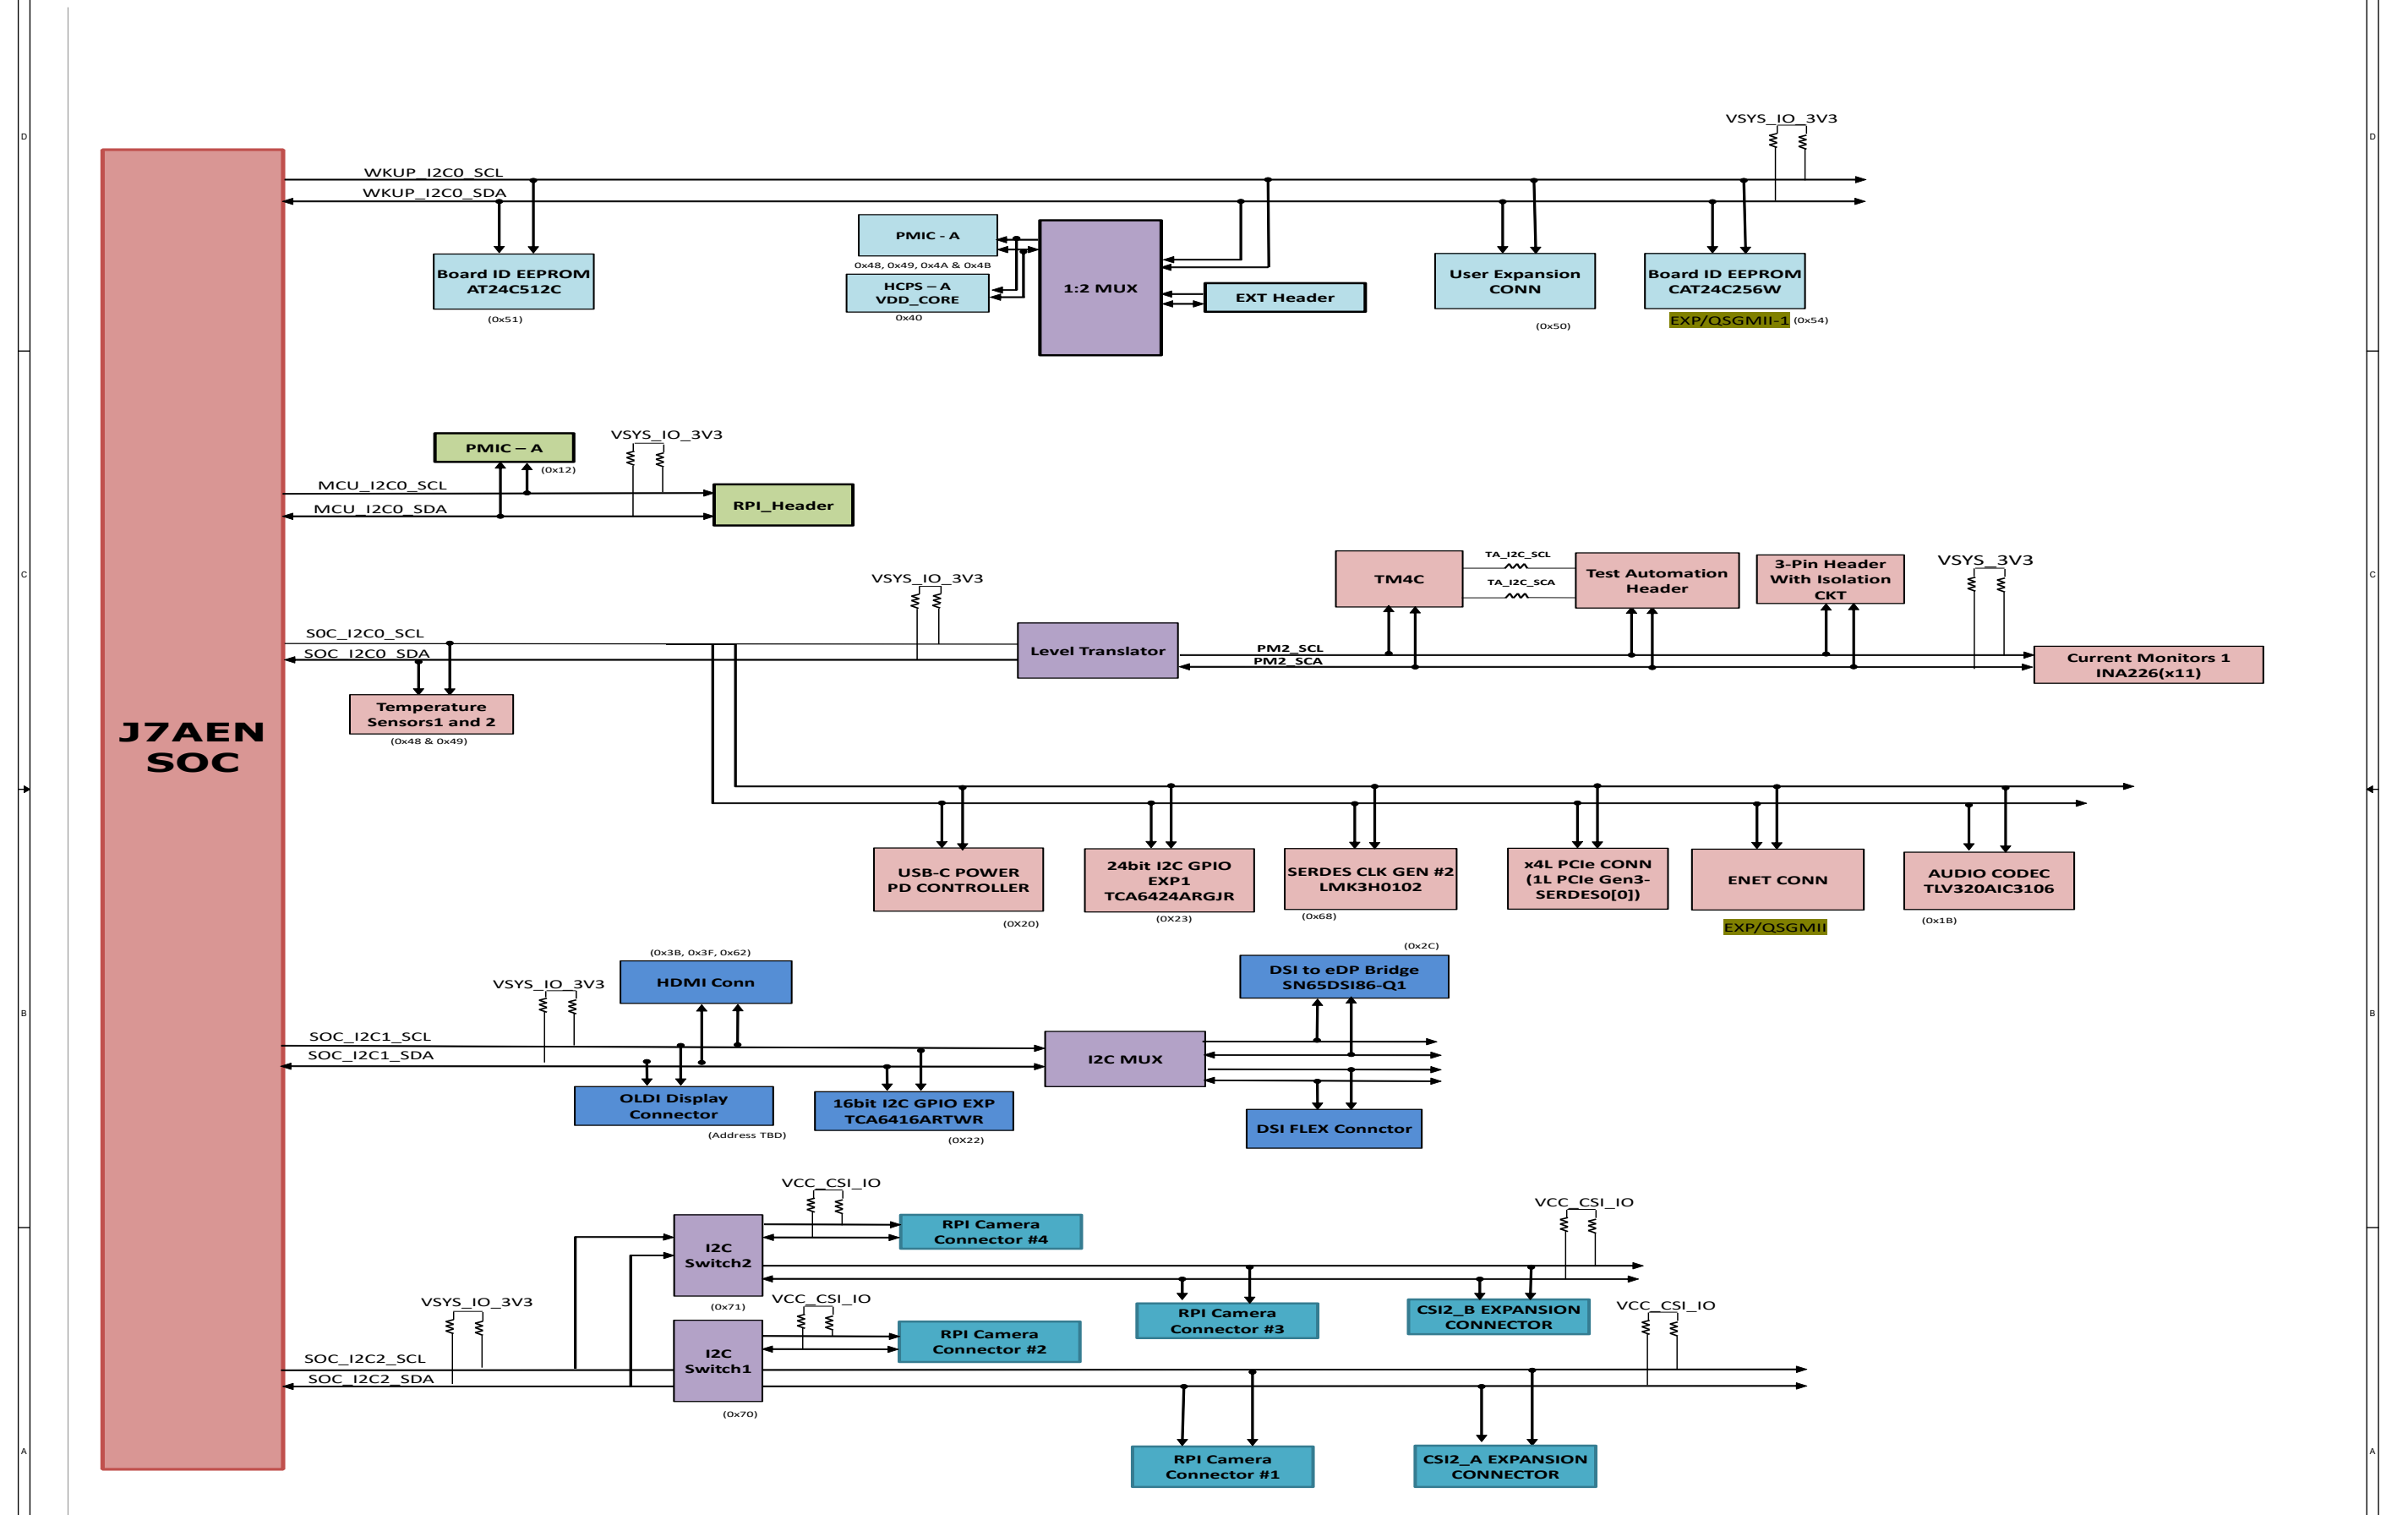 D
D
VSYS_IO_3V3
WKUP_I2C0_SCL
WKUP_I2C0_SDA
Board ID EEPROM
AT24C512C
(0x51)
PMIC - A
0x48, 0x49, 0x4A & 0x4B
HCPS – A
VDD_CORE
0x40
1:2 MUX
EXT Header
User Expansion
CONN
(0x50)
Board ID EEPROM
CAT24C256W
EXP/QSGMII-1 (0x54)
PMIC – A
(0x12)
VSYS_IO_3V3
MCU_I2C0_SCL
MCU_I2C0_SDA
RPI_Header
C
C
VSYS_IO_3V3
S0C_I2C0_SCL
SOC_I2C0_SDA
Temperature
Sensors1 and 2
(0x48 & 0x49)
Level Translator
PM2_SCL
PM2_SCA
TM4C
TA_I2C_SCL
TA_I2C_SCA
Test Automation
Header
3-Pin Header
With Isolation
CKT
VSYS_3V3
Current Monitors 1
INA226(x11)
J7AEN
SOC
USB-C POWER
PD CONTROLLER
(0X20)
24bit I2C GPIO
EXP1
TCA6424ARGJR
(0X23)
SERDES CLK GEN #2
LMK3H0102
(0x68)
x4L PCIe CONN
(1L PCIe Gen3-
SERDES0[0])
ENET CONN
EXP/QSGMII
AUDIO CODEC
TLV320AIC3106
(0x1B)
B
B
(0x3B, 0x3F, 0x62)
HDMI Conn
VSYS_IO_3V3
SOC_I2C1_SCL
SOC_I2C1_SDA
OLDI Display
Connector
(Address TBD)
16bit I2C GPIO EXP
TCA6416ARTWR
(0X22)
I2C MUX
(0x2C)
DSI to eDP Bridge
SN65DSI86-Q1
DSI FLEX Connctor
VCC_CSI_IO
I2C
Switch2
(0x71)
RPI Camera
Connector #4
VCC_CSI_IO
RPI Camera
Connector #3
CSI2_B EXPANSION
CONNECTOR
VSYS_IO_3V3
SOC_I2C2_SCL
SOC_I2C2_SDA
VCC_CSI_IO
I2C
Switch1
(0x70)
RPI Camera
Connector #2
VCC_CSI_IO
RPI Camera
Connector #1
CSI2_A EXPANSION
CONNECTOR
A
A